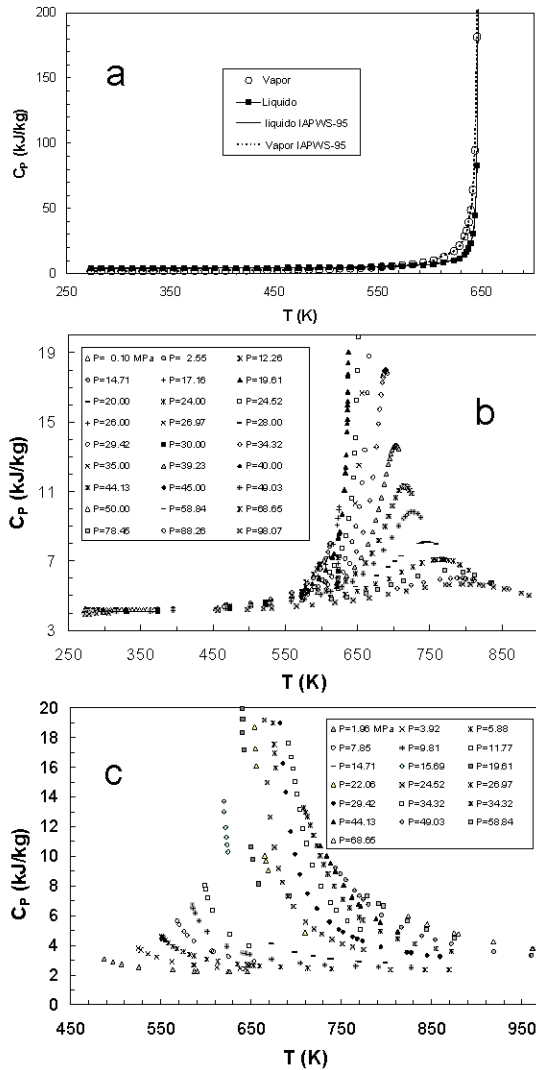 200
150
100
50
0
C_P (kJ/kg)
a
Vapor
Líquido
líquido IAPWS-95
Vapor IAPWS-95
250 350 450 550 650
T (K)
19
15
11
7
3
C_P (kJ/kg)
b
P= 0.10 MPa P= 2.55 P=12.26
P=14.71 P=17.16 P=19.61
P=20.00 P=24.00 P=24.52
P=26.00 P=26.97 P=28.00
P=29.42 P=30.00 P=34.32
P=35.00 P=39.23 P=40.00
P=44.13 P=45.00 P=49.03
P=50.00 P=58.84 P=68.65
P=78.45 P=88.26 P=98.07
250 350 450 550 650 750 850
T (K)
20
18
16
14
12
10
8
6
4
2
0
C_P (kJ/kg)
c
P=1.96 MPa P=3.92 P=5.88
P=7.85 P=9.81 P=11.77
P=14.71 P=15.69 P=19.61
P=22.06 P=24.52 P=26.97
P=29.42 P=34.32 P=34.32
P=44.13 P=49.03 P=58.84
P=68.65
450 550 650 750 850 950
T (K)